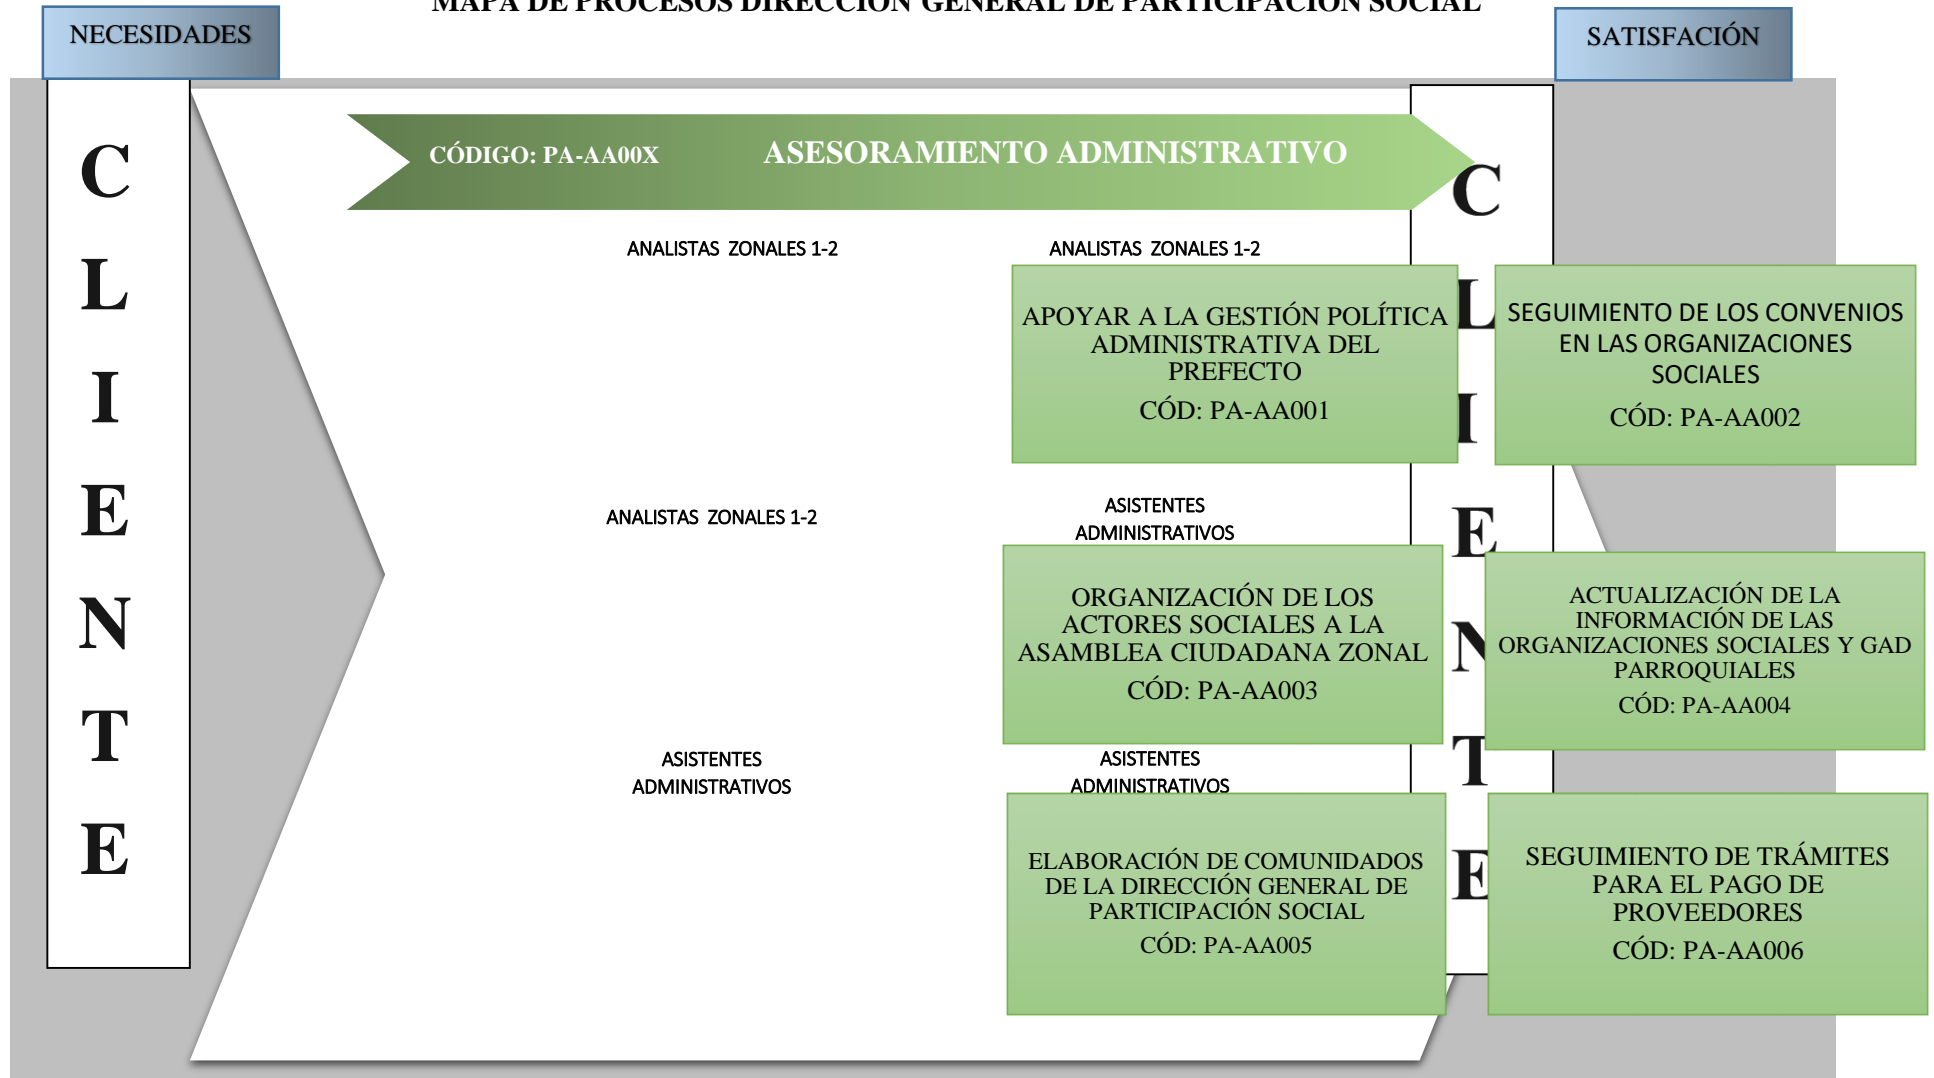 MAPA DE PROCESOS DIRECCIÓN GENERAL DE PARTICIPACIÓN SOCIAL
NECESIDADES
SATISFACIÓN
C
L
I
E
N
T
E
CÓDIGO: PA-AA00X ASESORAMIENTO ADMINISTRATIVO
ANALISTAS ZONALES 1-2
ANALISTAS ZONALES 1-2
APOYAR A LA GESTIÓN POLÍTICA
ADMINISTRATIVA DEL
PREFECTO
CÓD: PA-AA001
SEGUIMIENTO DE LOS CONVENIOS
EN LAS ORGANIZACIONES
SOCIALES
CÓD: PA-AA002
ANALISTAS ZONALES 1-2
ASISTENTES
ADMINISTRATIVOS
ORGANIZACIÓN DE LOS
ACTORES SOCIALES A LA
ASAMBLEA CIUDADANA ZONAL
CÓD: PA-AA003
ACTUALIZACIÓN DE LA
INFORMACIÓN DE LAS
ORGANIZACIONES SOCIALES Y GAD
PARROQUIALES
CÓD: PA-AA004
ASISTENTES
ADMINISTRATIVOS
ASISTENTES
ADMINISTRATIVOS
ELABORACIÓN DE COMUNIDADOS
DE LA DIRECCIÓN GENERAL DE
PARTICIPACIÓN SOCIAL
CÓD: PA-AA005
SEGUIMIENTO DE TRÁMITES
PARA EL PAGO DE
PROVEEDORES
CÓD: PA-AA006
C
L
I
E
N
T
E